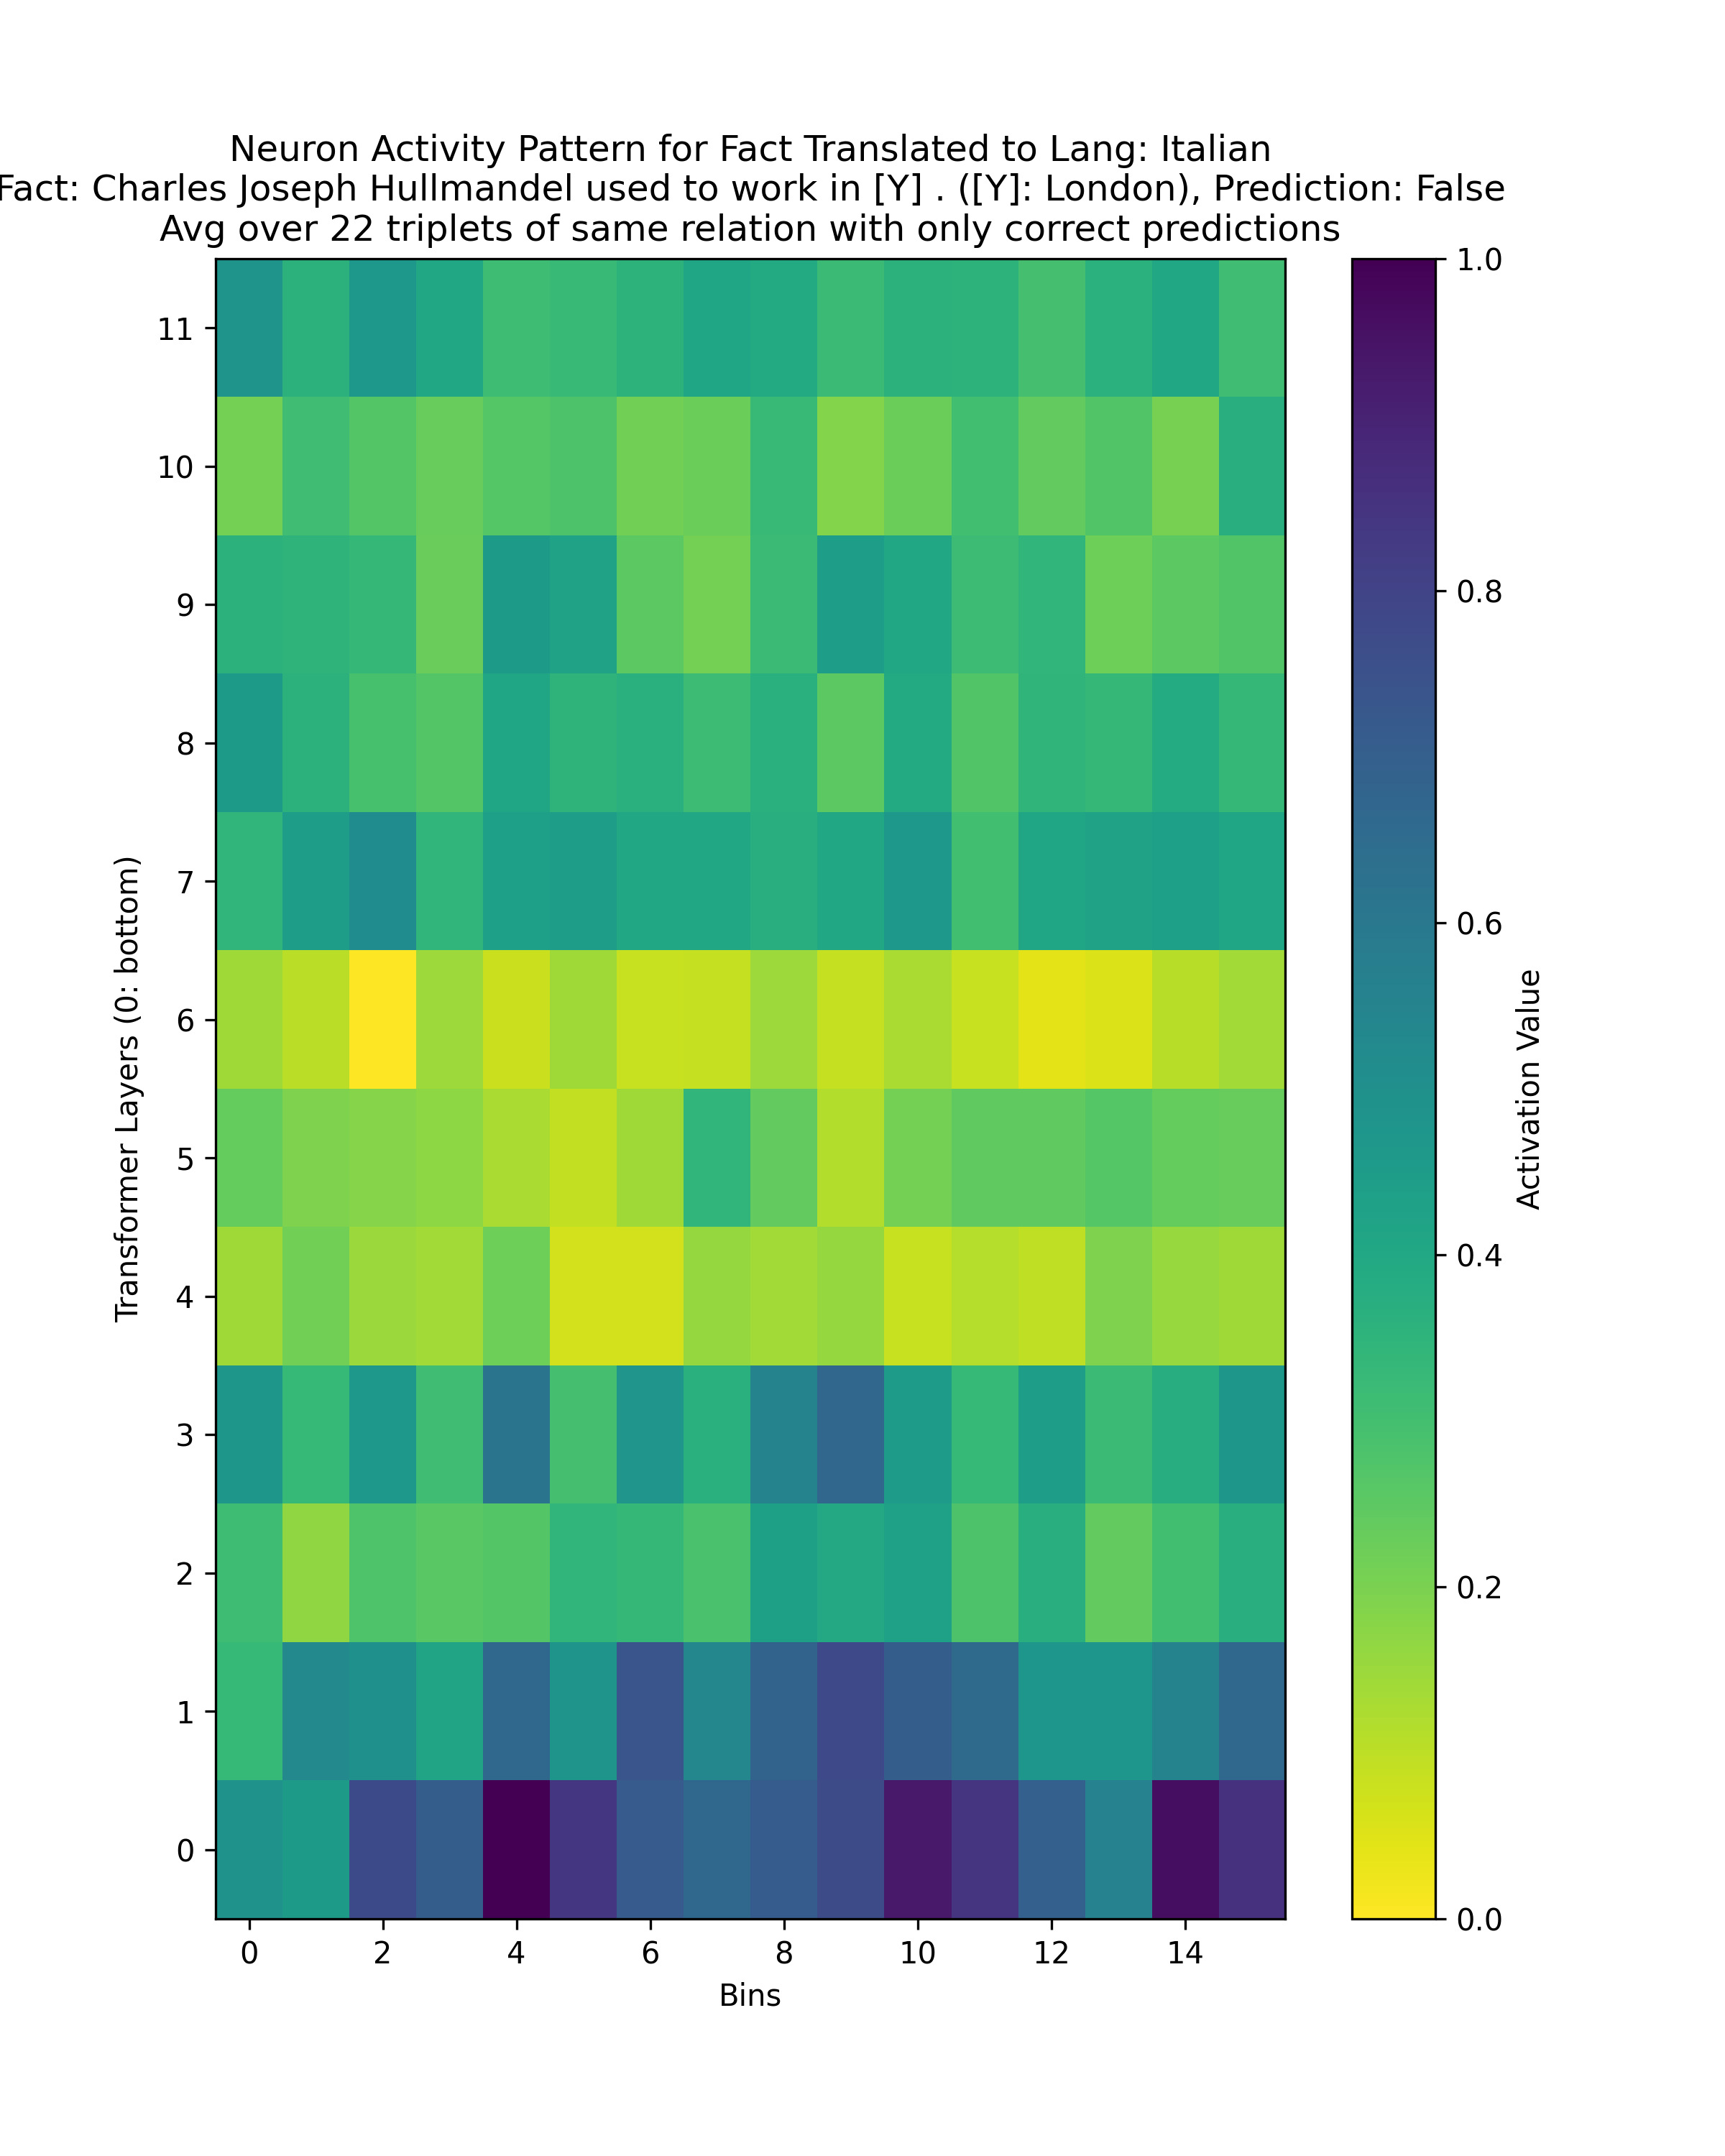 Neuron Activity Pattern for Fact Translated to Lang: Italian
Fact: Charles Joseph Hullmandel used to work in [Y] . ([Y]: London), Prediction: False
Avg over 22 triplets of same relation with only correct predictions
1.0
0.8
0.6
0.4
0.2
0.0
Activation Value
Transformer Layers (0: bottom)
11
10
9
8
7
6
5
4
3
2
1
0
0 2 4 6 8 10 12 14
Bins